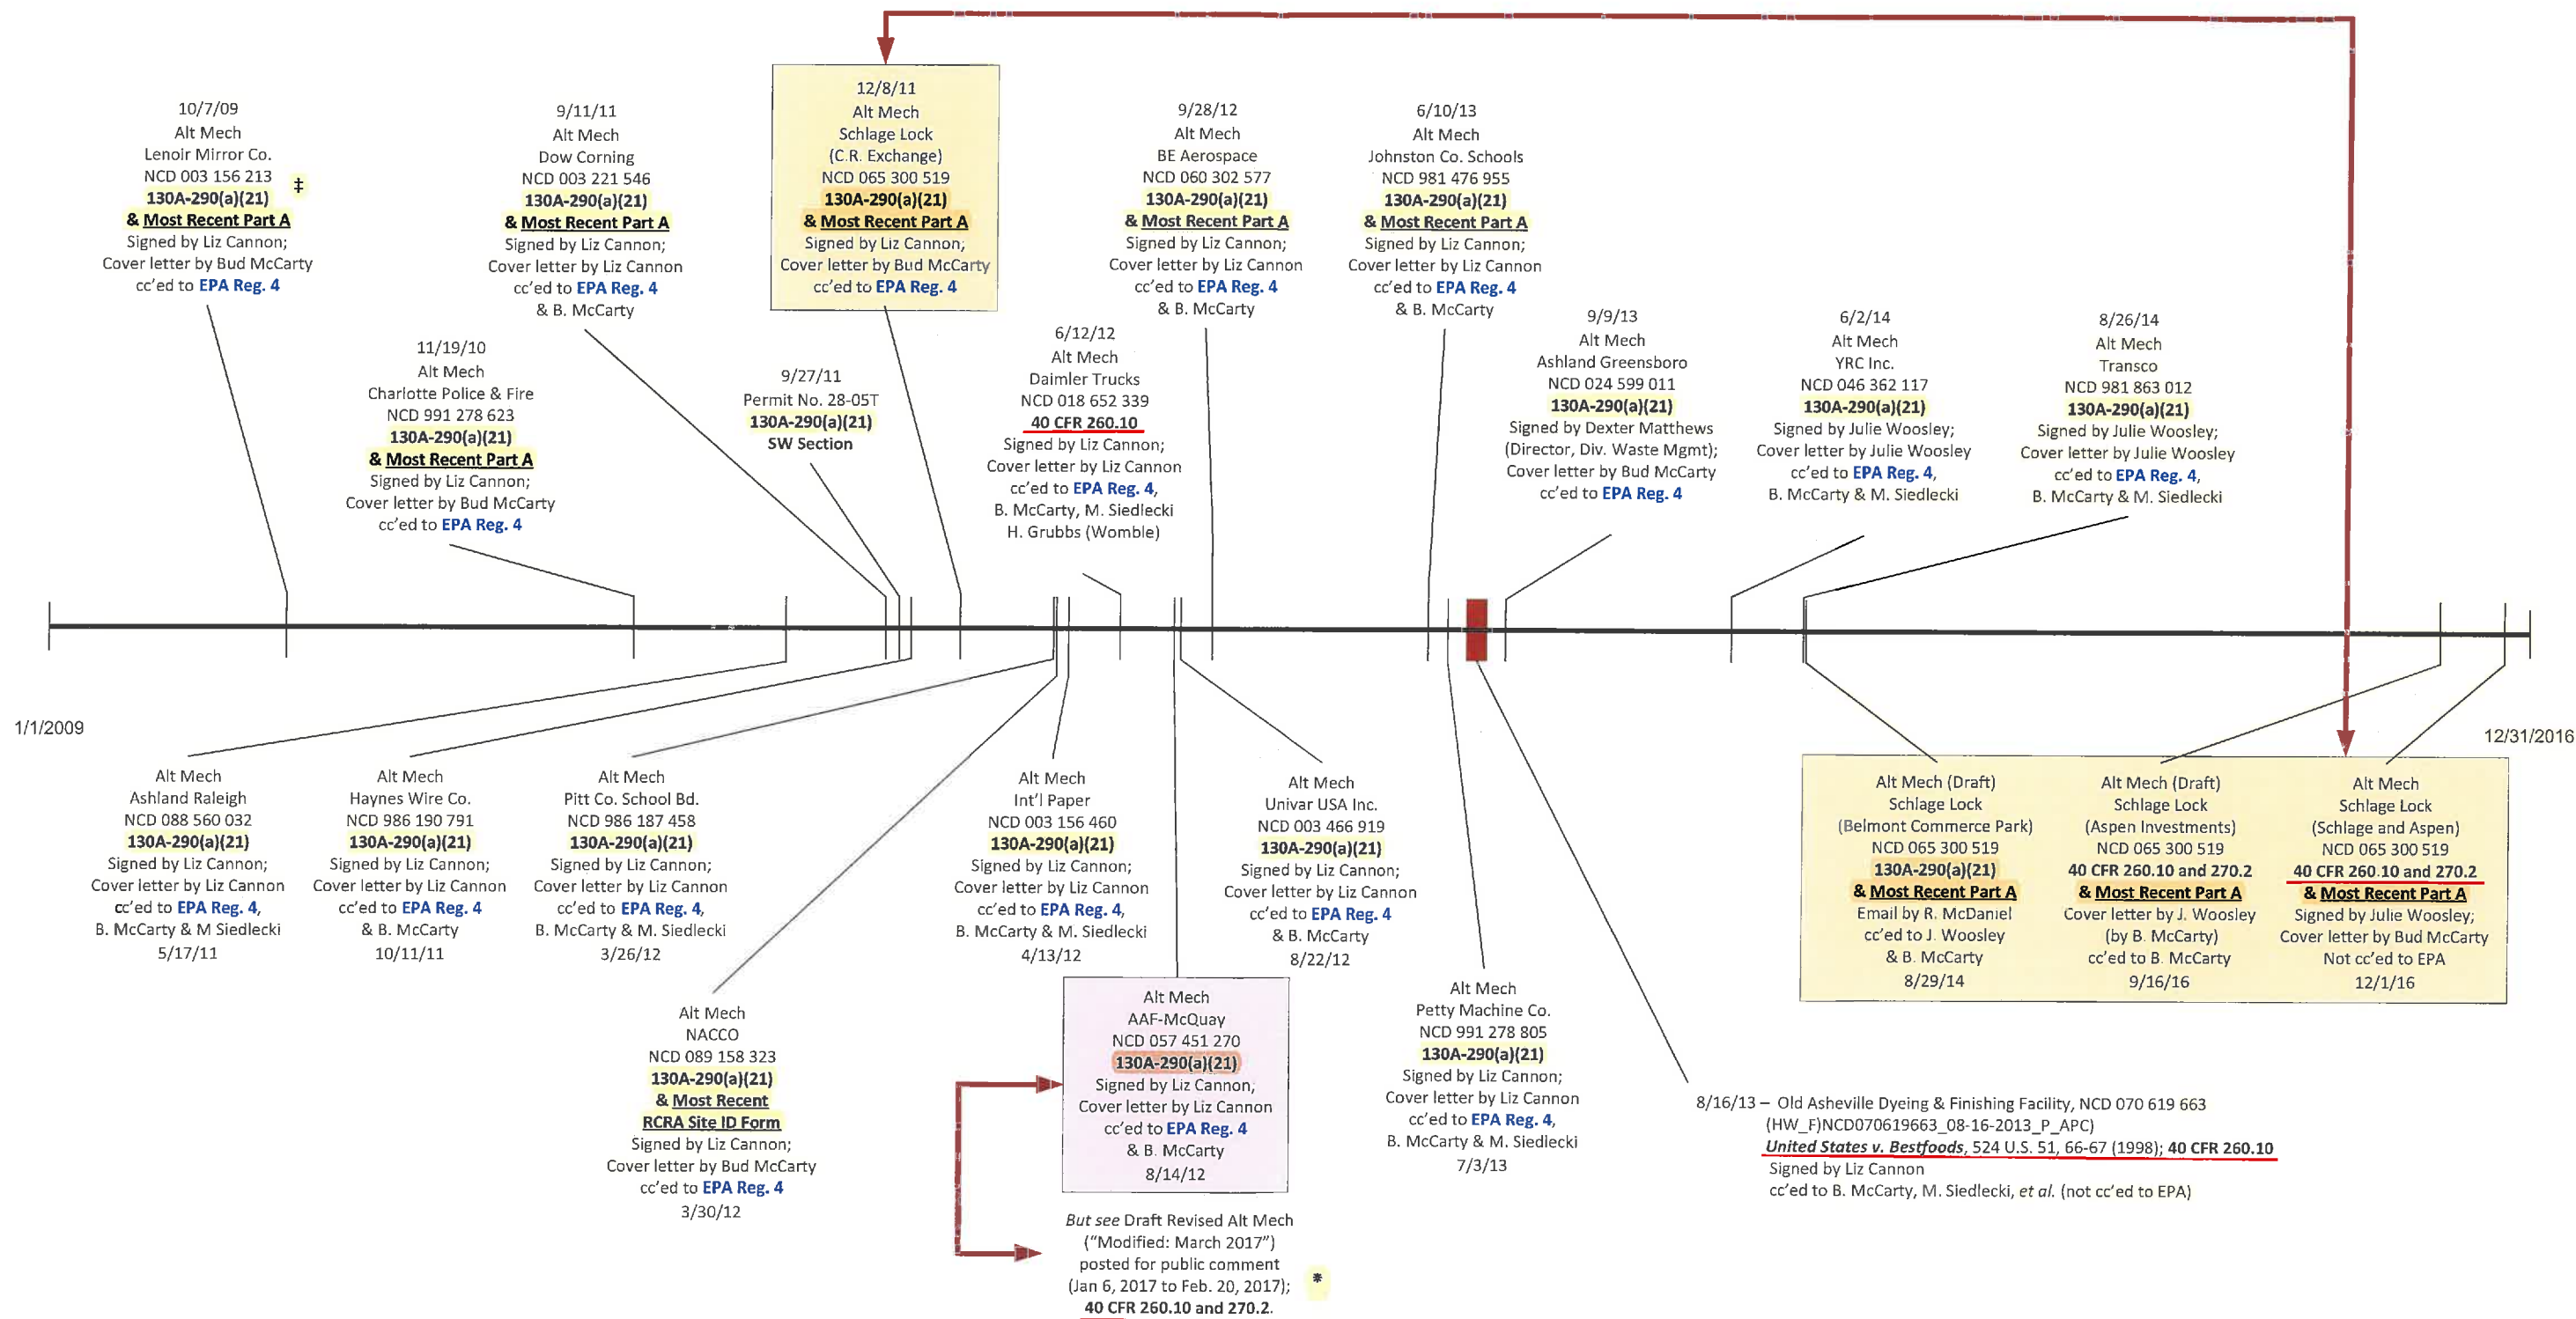 10/7/09
Alt Mech
Lenoir Mirror Co.
NCD 003 156 213
‡
130A-290(a)(21)
& Most Recent Part A
Signed by Liz Cannon;
Cover letter by Bud McCarty
cc'ed to EPA Reg. 4
11/19/10
Alt Mech
Charlotte Police & Fire
NCD 991 278 623
130A-290(a)(21)
& Most Recent Part A
Signed by Liz Cannon;
Cover letter by Bud McCarty
cc'ed to EPA Reg. 4
9/11/11
Alt Mech
Dow Corning
NCD 003 221 546
130A-290(a)(21)
& Most Recent Part A
Signed by Liz Cannon;
Cover letter by Liz Cannon
cc'ed to EPA Reg. 4
& B. McCarty
9/27/11
Permit No. 28-05T
130A-290(a)(21)
SW Section
12/8/11
Alt Mech
Schlage Lock
(C.R. Exchange)
NCD 065 300 519
130A-290(a)(21)
& Most Recent Part A
Signed by Liz Cannon;
Cover letter by Bud McCarty
cc'ed to EPA Reg. 4
6/12/12
Alt Mech
Daimler Trucks
NCD 018 652 339
40 CFR 260.10
Signed by Liz Cannon;
Cover letter by Liz Cannon
cc'ed to EPA Reg. 4,
B. McCarty, M. Siedlecki
H. Grubbs (Womble)
9/28/12
Alt Mech
BE Aerospace
NCD 060 302 577
130A-290(a)(21)
& Most Recent Part A
Signed by Liz Cannon;
Cover letter by Liz Cannon
cc'ed to EPA Reg. 4
& B. McCarty
6/10/13
Alt Mech
Johnston Co. Schools
NCD 981 476 955
130A-290(a)(21)
& Most Recent Part A
Signed by Liz Cannon;
Cover letter by Liz Cannon
cc'ed to EPA Reg. 4
& B. McCarty
9/9/13
Alt Mech
Ashland Greensboro
NCD 024 599 011
130A-290(a)(21)
Signed by Dexter Matthews
(Director, Div. Waste Mgmt);
Cover letter by Bud McCarty
cc'ed to EPA Reg. 4
6/2/14
Alt Mech
YRC Inc.
NCD 046 362 117
130A-290(a)(21)
Signed by Julie Woosley;
Cover letter by Julie Woosley
cc'ed to EPA Reg. 4,
B. McCarty & M. Siedlecki
8/26/14
Alt Mech
Transco
NCD 981 863 012
130A-290(a)(21)
Signed by Julie Woosley;
Cover letter by Julie Woosley
cc'ed to EPA Reg. 4,
B. McCarty & M. Siedlecki
1/1/2009
12/31/2016
Alt Mech
Ashland Raleigh
NCD 088 560 032
130A-290(a)(21)
Signed by Liz Cannon;
Cover letter by Liz Cannon
cc'ed to EPA Reg. 4,
B. McCarty & M Siedlecki
5/17/11
Alt Mech
Haynes Wire Co.
NCD 986 190 791
130A-290(a)(21)
Signed by Liz Cannon;
Cover letter by Liz Cannon
cc'ed to EPA Reg. 4
& B. McCarty
10/11/11
Alt Mech
Pitt Co. School Bd.
NCD 986 187 458
130A-290(a)(21)
Signed by Liz Cannon;
Cover letter by Liz Cannon
cc'ed to EPA Reg. 4,
B. McCarty & M. Siedlecki
3/26/12
Alt Mech
NACCO
NCD 089 158 323
130A-290(a)(21)
& Most Recent
RCRA Site ID Form
Signed by Liz Cannon;
Cover letter by Bud McCarty
cc'ed to EPA Reg. 4
3/30/12
Alt Mech
Int'l Paper
NCD 003 156 460
130A-290(a)(21)
Signed by Liz Cannon;
Cover letter by Liz Cannon
cc'ed to EPA Reg. 4,
B. McCarty & M. Siedlecki
4/13/12
Alt Mech
AAF-McQuay
NCD 057 451 270
130A-290(a)(21)
Signed by Liz Cannon,
Cover letter by Liz Cannon
cc'ed to EPA Reg. 4
& B. McCarty
8/14/12
But see Draft Revised Alt Mech
("Modified: March 2017")
posted for public comment
(Jan 6, 2017 to Feb. 20, 2017);
*
40 CFR 260.10 and 270.2.
Alt Mech
Univar USA Inc.
NCD 003 466 919
130A-290(a)(21)
Signed by Liz Cannon;
Cover letter by Liz Cannon
cc'ed to EPA Reg. 4
& B. McCarty
8/22/12
Alt Mech
Petty Machine Co.
NCD 991 278 805
130A-290(a)(21)
Signed by Liz Cannon;
Cover letter by Liz Cannon
cc'ed to EPA Reg. 4,
B. McCarty & M. Siedlecki
7/3/13
8/16/13 – Old Asheville Dyeing & Finishing Facility, NCD 070 619 663
(HW_F)NCD070619663_08-16-2013_P_APC)
United States v. Bestfoods, 524 U.S. 51, 66-67 (1998); 40 CFR 260.10
Signed by Liz Cannon
cc'ed to B. McCarty, M. Siedlecki, et al. (not cc'ed to EPA)
Alt Mech (Draft)
Schlage Lock
(Belmont Commerce Park)
NCD 065 300 519
130A-290(a)(21)
& Most Recent Part A
Email by R. McDaniel
cc'ed to J. Woosley
& B. McCarty
8/29/14
Alt Mech (Draft)
Schlage Lock
(Aspen Investments)
NCD 065 300 519
40 CFR 260.10 and 270.2
& Most Recent Part A
Cover letter by J. Woosley
(by B. McCarty)
cc'ed to B. McCarty
9/16/16
Alt Mech
Schlage Lock
(Schlage and Aspen)
NCD 065 300 519
40 CFR 260.10 and 270.2
& Most Recent Part A
Signed by Julie Woosley;
Cover letter by Bud McCarty
Not cc'ed to EPA
12/1/16